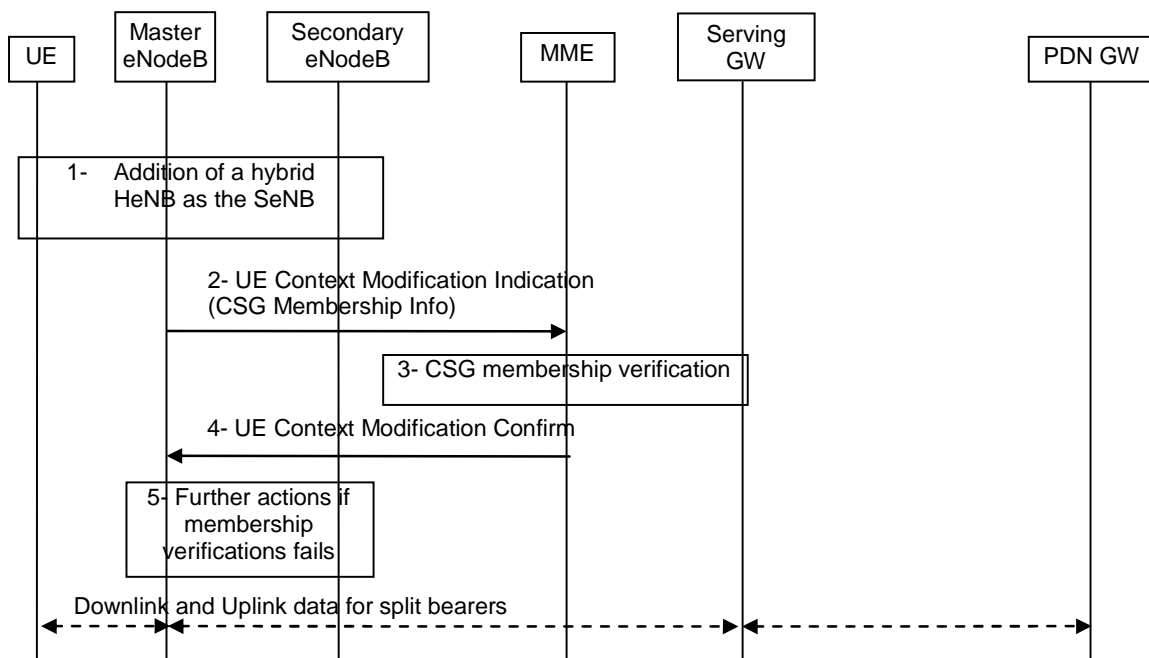 UE
Master
eNodeB
Secondary
eNodeB
MME
Serving
GW
PDN GW
1- Addition of a hybrid
HeNB as the SeNB
2- UE Context Modification Indication
(CSG Membership Info)
3- CSG membership verification
4- UE Context Modification Confirm
5- Further actions if
membership
verifications fails
Downlink and Uplink data for split bearers